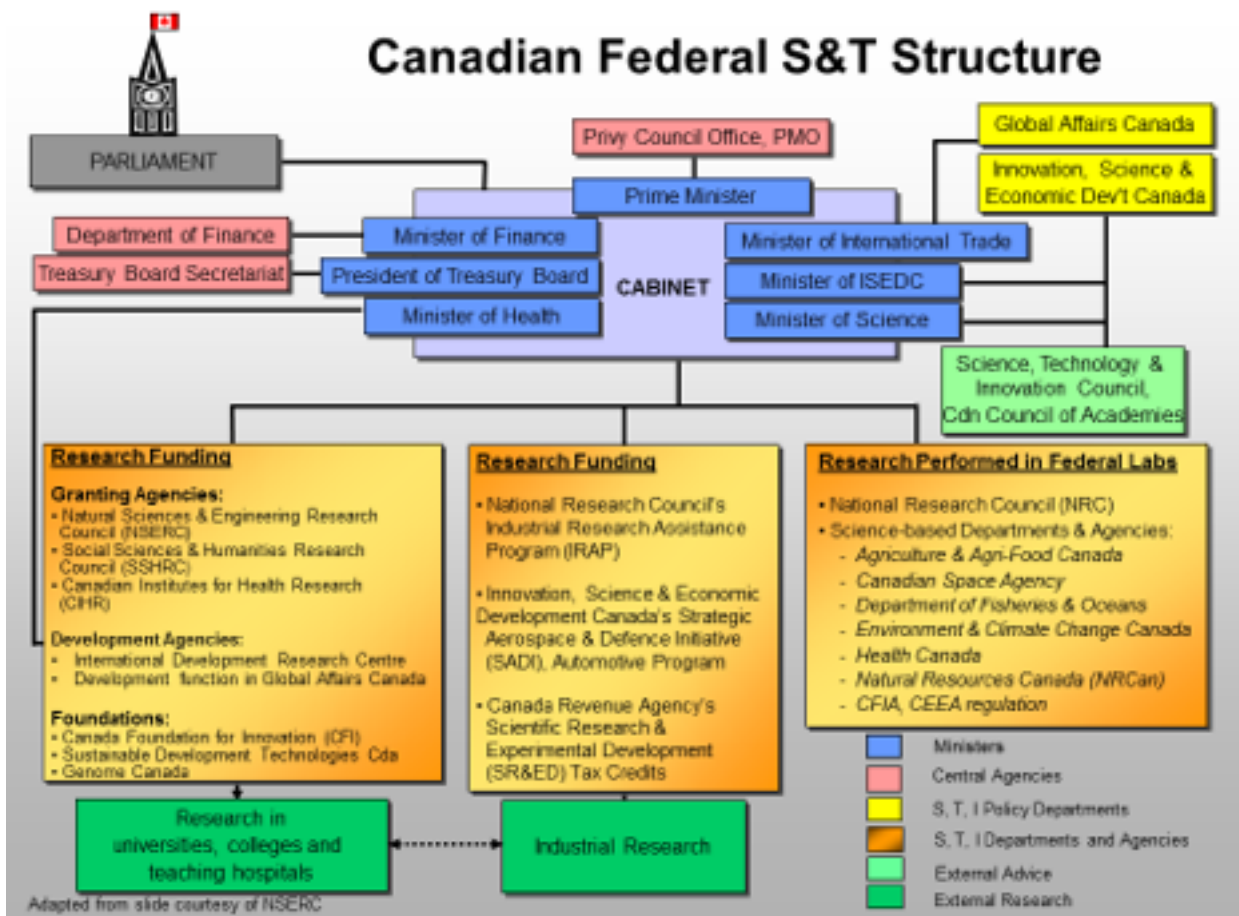 Canadian Federal S&T Structure
PARLIAMENT
Privy Council Office, PMO
Prime Minister
Global Affairs Canada
Innovation, Science &
Economic Dev't Canada
Department of Finance
Minister of Finance
Minister of International Trade
Treasury Board Secretariat
President of Treasury Board
CABINET
Minister of ISEDC
Minister of Health
Minister of Science
Science, Technology &
Innovation Council,
Cdn Council of Academies
Research Funding
Granting Agencies:
• Natural Sciences & Engineering Research
Council (NSERC)
• Social Sciences & Humanities Research
Council (SSHRC)
• Canadian Institutes for Health Research
(CIHR)
Development Agencies:
• International Development Research Centre
• Development function in Global Affairs Canada
Foundations:
• Canada Foundation for Innovation (CFI)
• Sustainable Development Technologies Cda
• Genome Canada
Research Funding
• National Research Council's
Industrial Research Assistance
Program (IRAP)
• Innovation, Science & Economic
Development Canada's Strategic
Aerospace & Defence Initiative
(SADI), Automotive Program
• Canada Revenue Agency's
Scientific Research &
Experimental Development
(SR&ED) Tax Credits
Research Performed in Federal Labs
• National Research Council (NRC)
• Science-based Departments & Agencies:
- Agriculture & Agri-Food Canada
- Canadian Space Agency
- Department of Fisheries & Oceans
- Environment & Climate Change Canada
- Health Canada
- Natural Resources Canada (NRCan)
- CFIA, CEEA regulation
Research in
universities, colleges and
teaching hospitals
Industrial Research
Ministers
Central Agencies
S, T, I Policy Departments
S, T, I Departments and Agencies
External Advice
External Research
Adapted from slide courtesy of NSERC